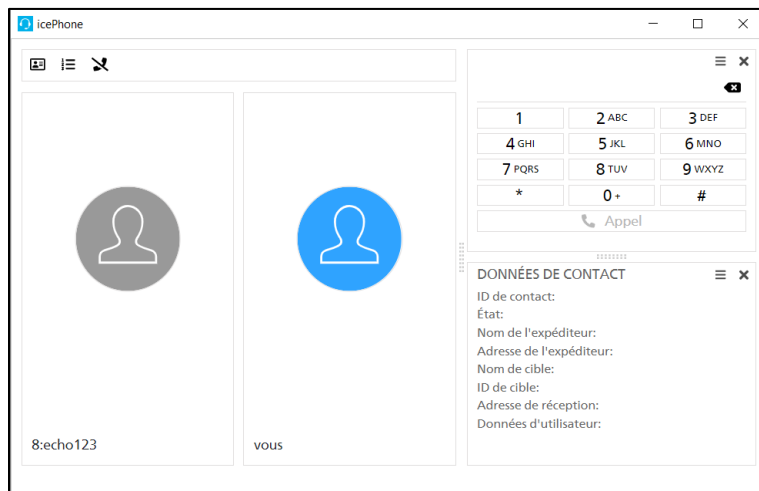 icePhone
1 2 ABC 3 DEF
4 GHI 5 JKL 6 MNO
7 PQRS 8 TUV 9 WXYZ
* 0 + #
Appel
8:echo123
vous
DONNÉES DE CONTACT
ID de contact:
État:
Nom de l'expéditeur:
Adresse de l'expéditeur:
Nom de cible:
ID de cible:
Adresse de réception:
Données d'utilisateur: